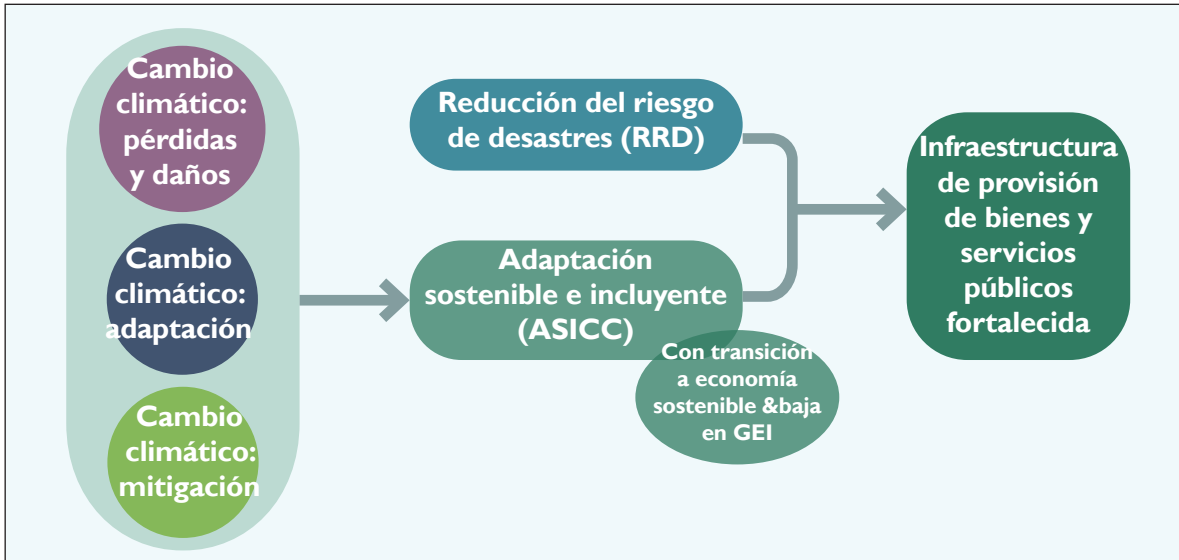 Cambio
climático:
pérdidas
y daños
Cambio
climático:
adaptación
Cambio
climático:
mitigación
Reducción del riesgo
de desastres (RRD)
Adaptación
sostenible e incluyente
(ASICC)
Con transición
a economía
sostenible &baja
en GEI
Infraestructura
de provisión
de bienes y
servicios
públicos
fortalecida